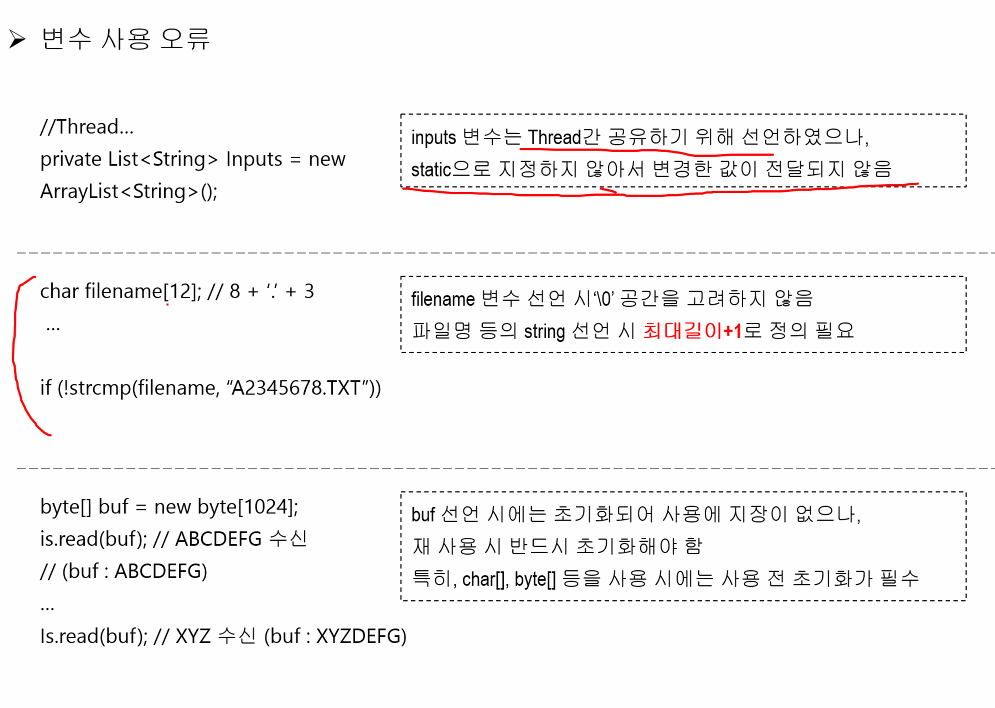 ➢ 변수 사용 오류
//Thread...
private List<String> Inputs = new
ArrayList<String>();
inputs 변수는 Thread간 공유하기 위해 선언하였으나,
static으로 지정하지 않아서 변경한 값이 전달되지 않음
char filename[12]; // 8 + ‘.’ + 3
...
if (!strcmp(filename, “A2345678.TXT”))
filename 변수 선언 시‘\0’ 공간을 고려하지 않음
파일명 등의 string 선언 시 최대길이+1로 정의 필요
byte[] buf = new byte[1024];
is.read(buf); // ABCDEFG 수신
// (buf : ABCDEFG)
...
Is.read(buf); // XYZ 수신 (buf : XYZDEFG)
buf 선언 시에는 초기화되어 사용에 지장이 없으나,
재 사용 시 반드시 초기화해야 함
특히, char[], byte[] 등을 사용 시에는 사용 전 초기화가 필수